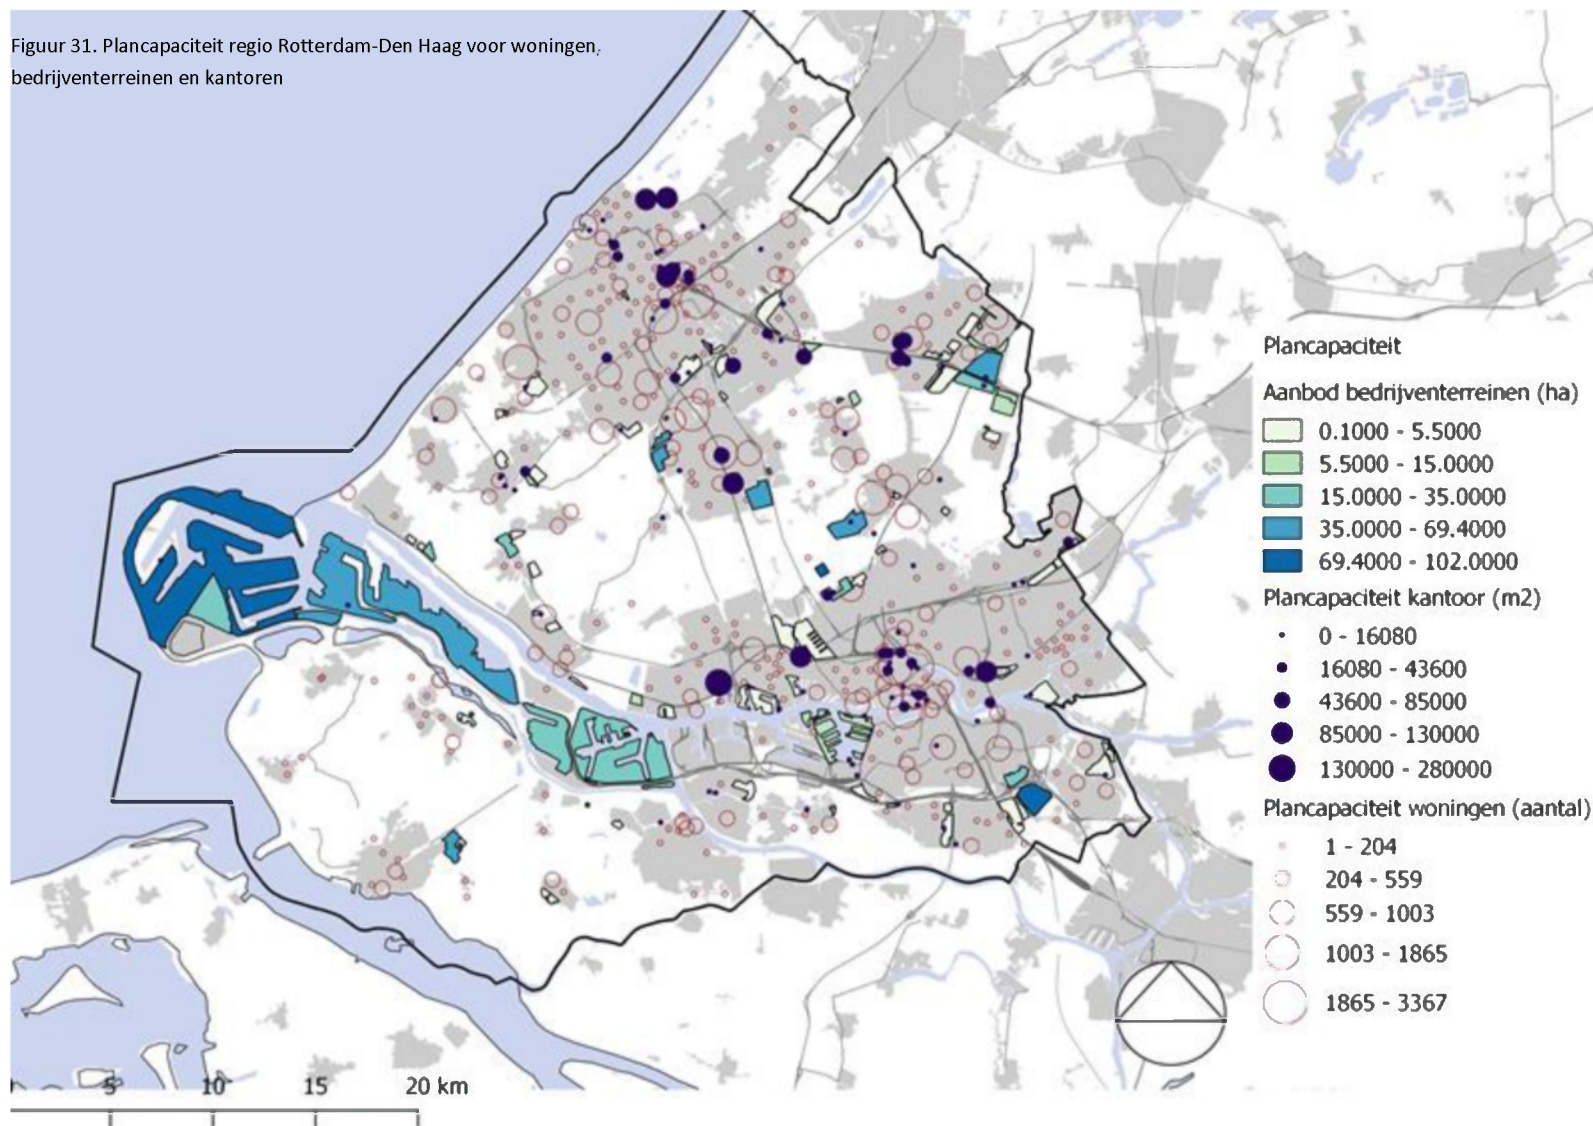 Figuur 31. Plancapaciteit regio Rotterdam-Den Haag voor woningen,
bedrijventerreinen en kantoren
Plancapaciteit
Aanbod bedrijventerreinen (ha)
0.1000 - 5.5000
5.5000 - 15.0000
15.0000 - 35.0000
35.0000 - 69.4000
69.4000 - 102.0000
Plancapaciteit kantoor (m2)
0 - 16080
16080 - 43600
43600 - 85000
85000 - 130000
130000 - 280000
Plancapaciteit woningen (aantal)
1 - 204
204 - 559
559 - 1003
1003 - 1865
1865 - 3367
5 10 15 20 km